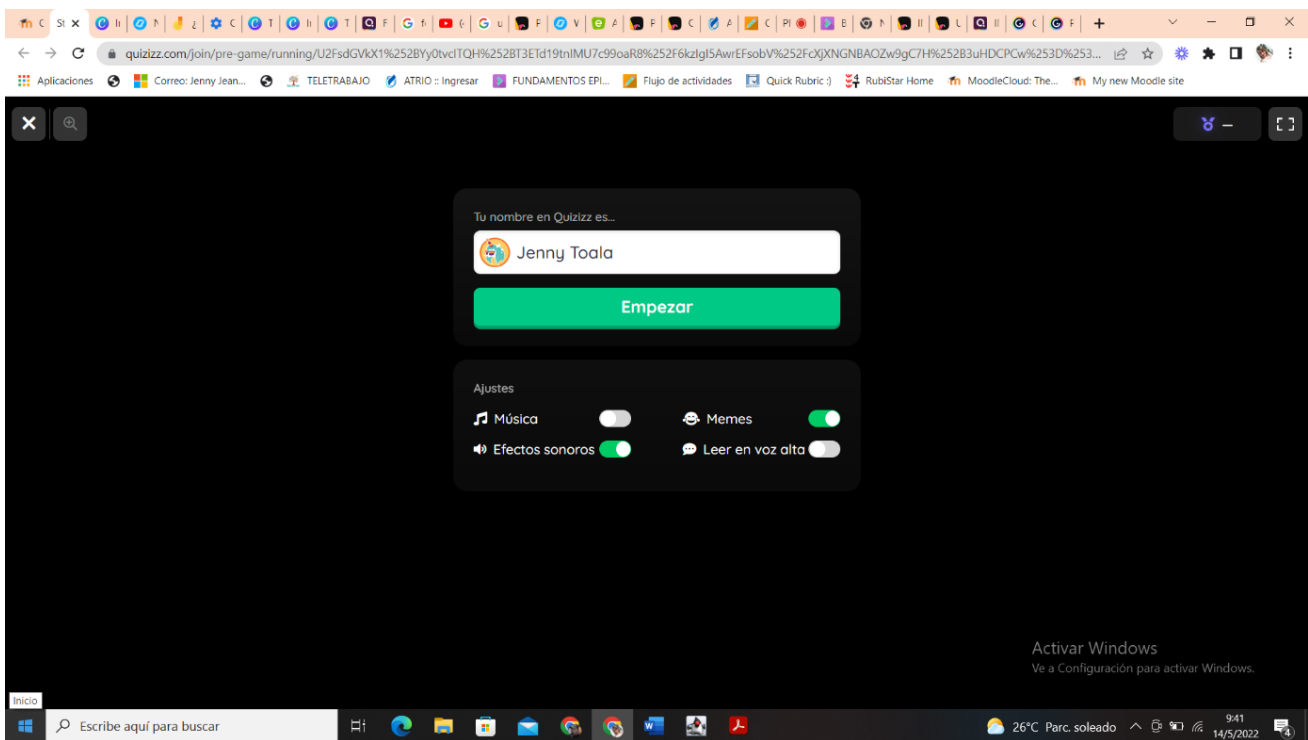 quizizz.com/join/pre-game/running/U2FsdGVkX1%252BYy0tvclTQH%252BT3ETd19tnIMU7c99oaR8%252F6kzIgI5AwrEFsobV%252FcXjXNGNBAOZw9gC7H%252B3uHDCPCw%253D%253...
Aplicaciones Correo: Jenny Jean... TELETRABAJO ATRIO :: Ingresar FUNDAMENTOS EPI... Flujo de actividades Quick Rubric :) RubiStar Home MoodleCloud: The... My new Moodle site
Tu nombre en Quizizz es...
Jenny Toala
Empezar
Ajustes
Música Memes
Efectos sonoros Leer en voz alta
Activar Windows
Ve a Configuración para activar Windows.
Inicio
Escribe aquí para buscar
26°C Parc. soleado
9:41
14/5/2022
4